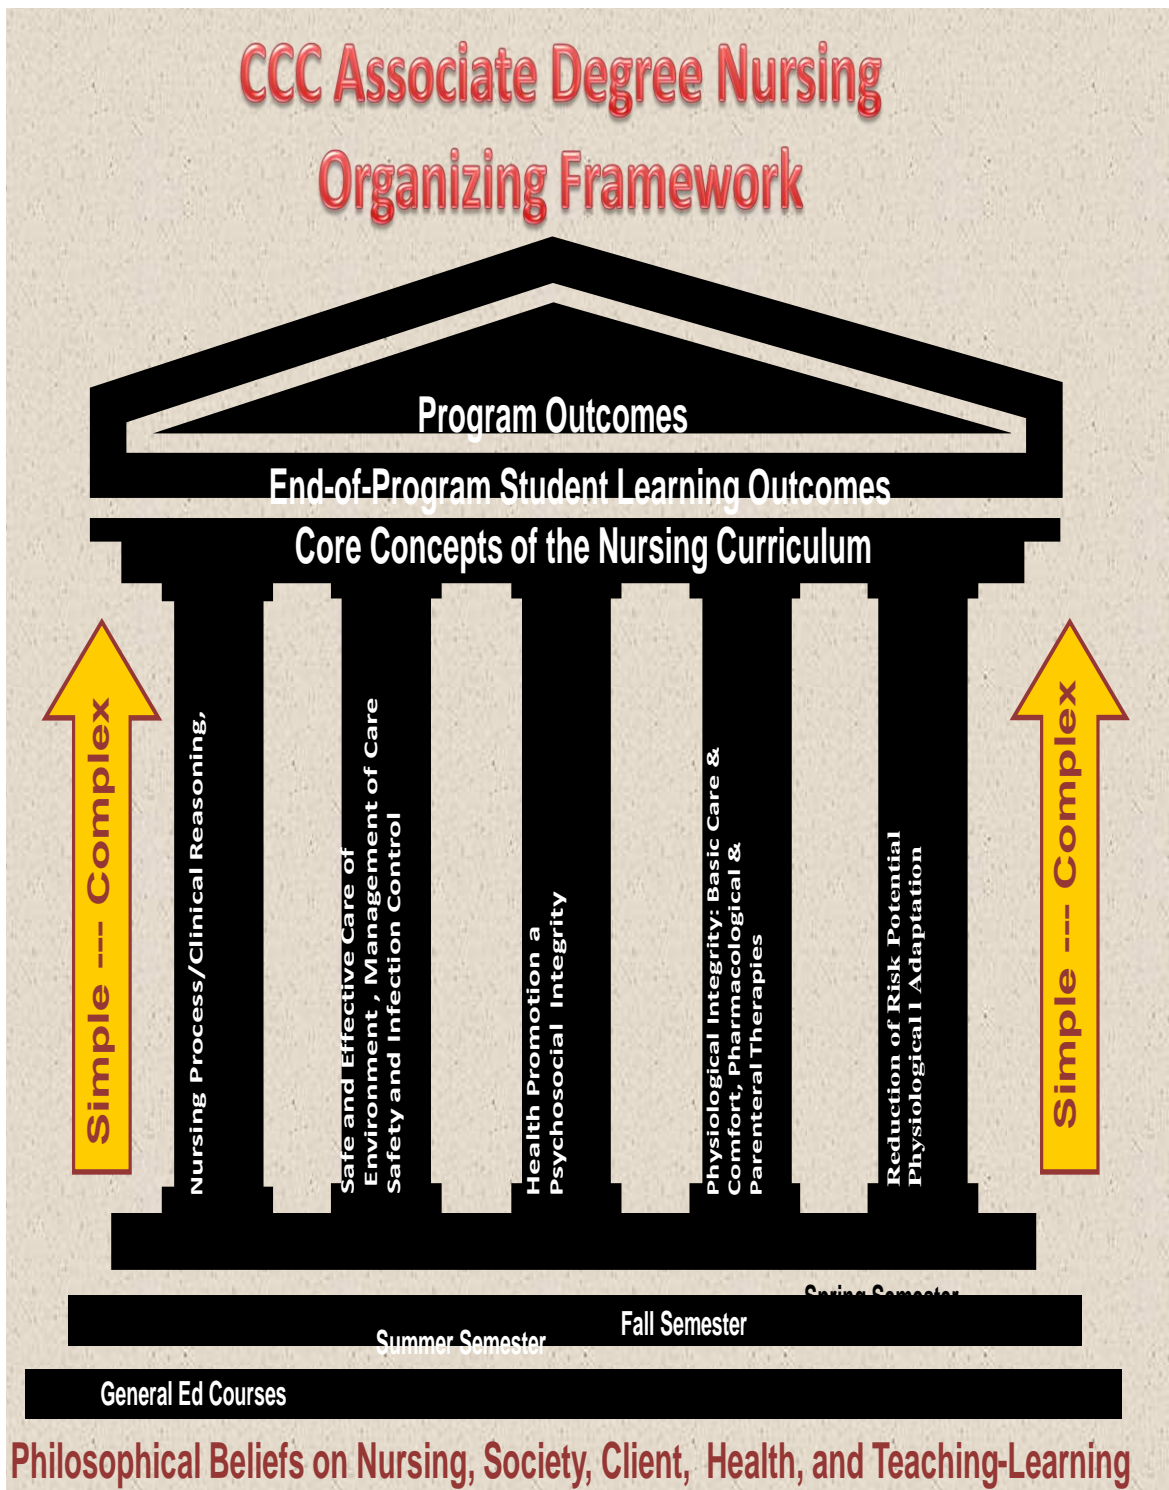 CCC Associate Degree Nursing
Organizing Framework
Program Outcomes
End-of-Program Student Learning Outcomes
Core Concepts of the Nursing Curriculum
Simple --- Complex
Nursing Process/Clinical Reasoning,
Safe and Effective Care of
Environment , Management of Care
Safety and Infection Control
Health Promotion a
Psychosocial Integrity
Physiological Integrity: Basic Care &
Comfort, Pharmacological &
Parenteral Therapies
Reduction of Risk Potential
Physiological l Adaptation
Simple --- Complex
Spring Semester
Fall Semester
Summer Semester
General Ed Courses
Philosophical Beliefs on Nursing, Society, Client, Health, and Teaching-Learning